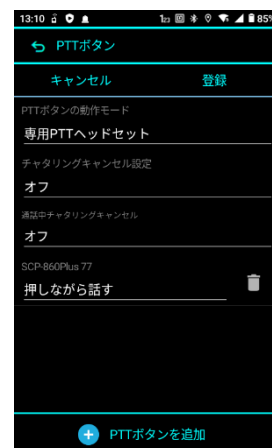 13:10
85%
PTTボタン
キャンセル 登録
PTTボタンの動作モード
専用PTTヘッドセット
チャタリングキャンセル設定
オフ
通話中チャタリングキャンセル
オフ
SCP-860Plus 77
押しながら話す
PTTボタンを追加